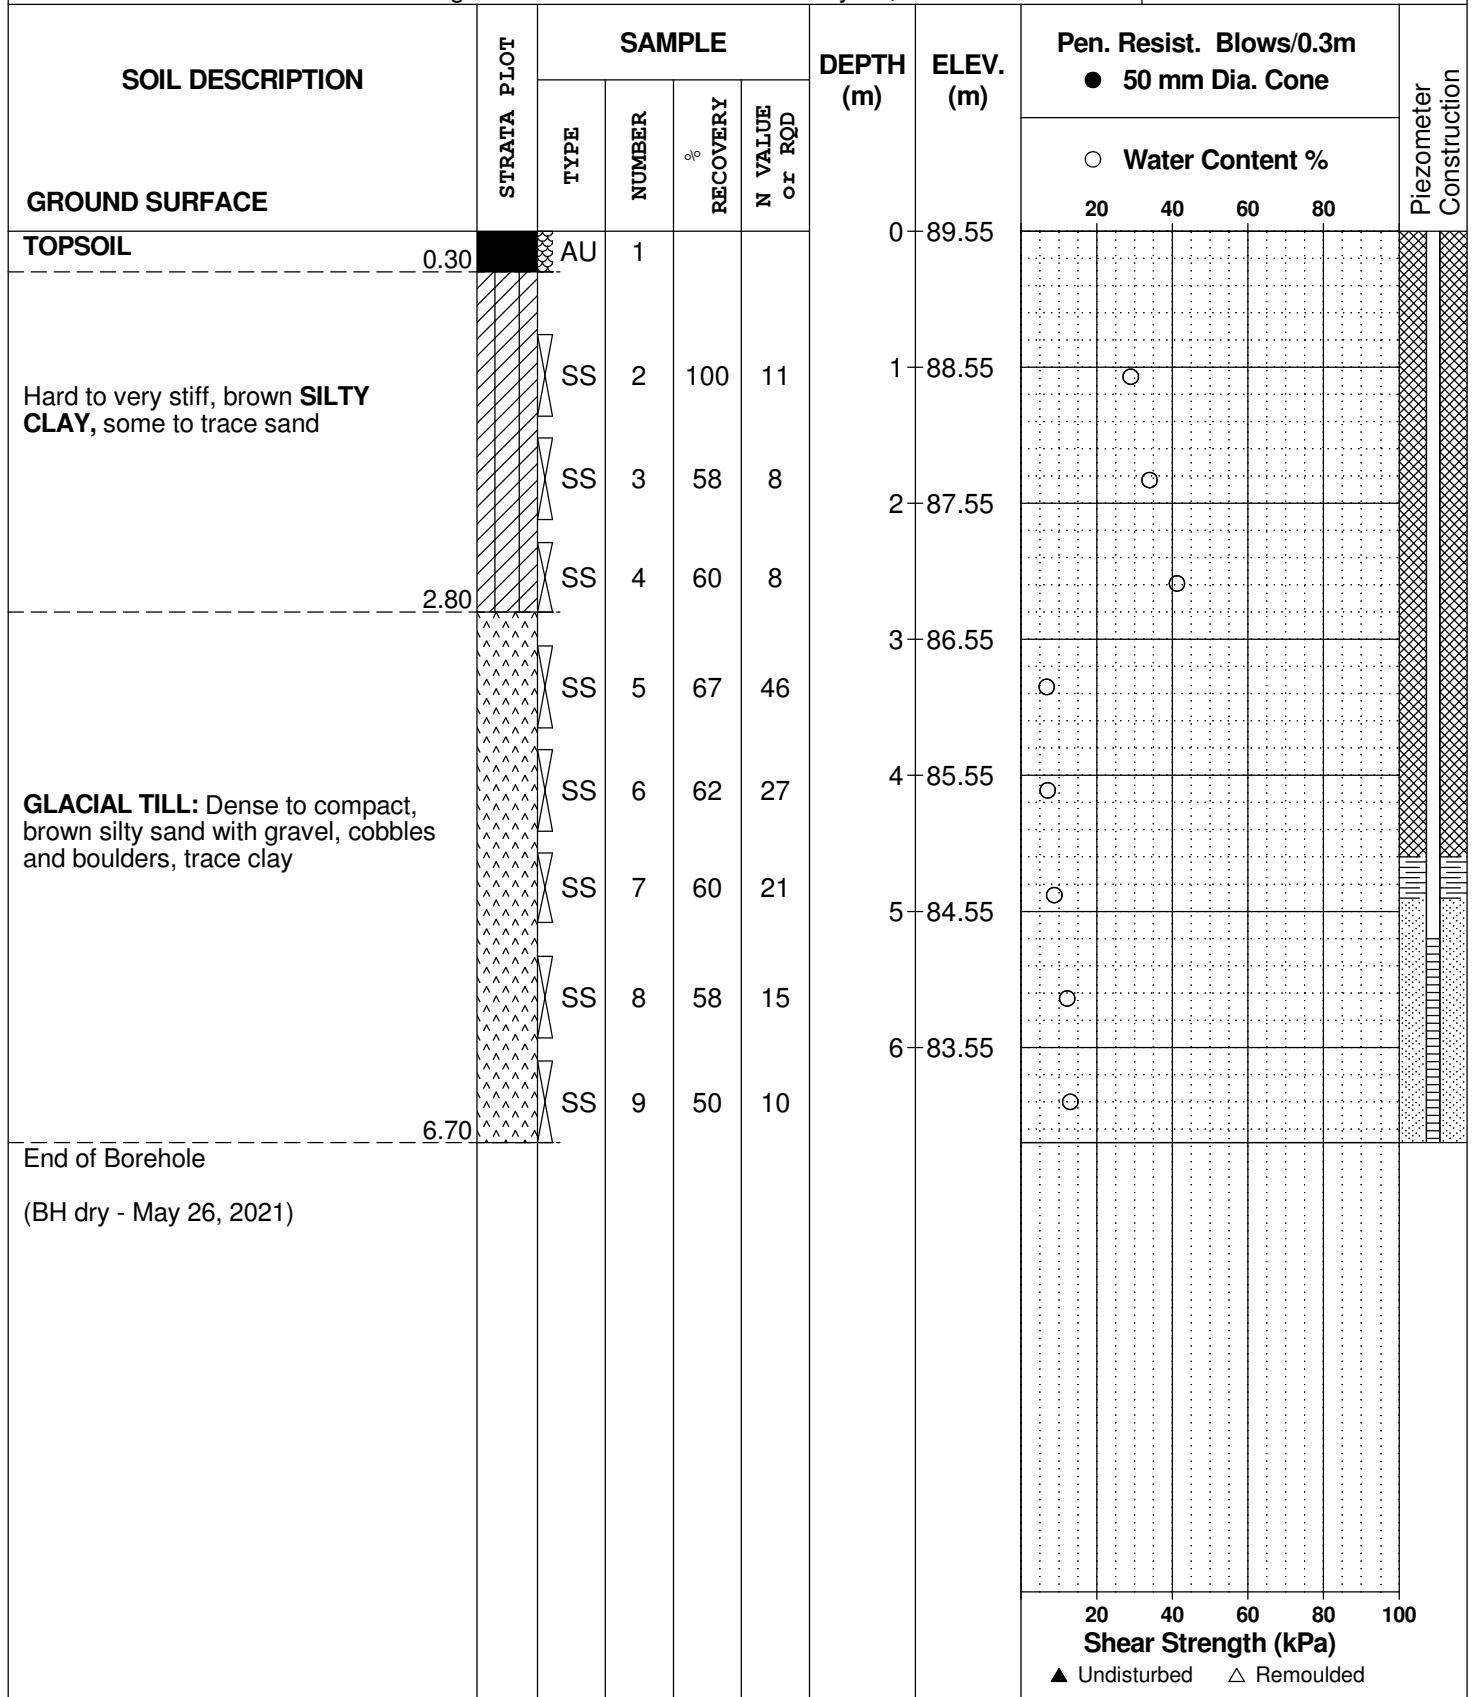 SOIL DESCRIPTION
GROUND SURFACE
STRATA PLOT
SAMPLE
TYPE
NUMBER
% RECOVERY
N VALUE or RQD
DEPTH (m)
ELEV. (m)
Pen. Resist. Blows/0.3m
● 50 mm Dia. Cone
○ Water Content %
20 40 60 80
Piezometer Construction
TOPSOIL
0.30
AU 1
0 89.55
Hard to very stiff, brown SILTY
CLAY, some to trace sand
SS 2 100 11
1 88.55
SS 3 58 8
2 87.55
SS 4 60 8
2.80
3 86.55
SS 5 67 46
GLACIAL TILL: Dense to compact,
brown silty sand with gravel, cobbles
and boulders, trace clay
4 85.55
SS 6 62 27
SS 7 60 21
5 84.55
SS 8 58 15
6 83.55
SS 9 50 10
6.70
End of Borehole
(BH dry - May 26, 2021)
20 40 60 80 100
Shear Strength (kPa)
▲ Undisturbed △ Remoulded